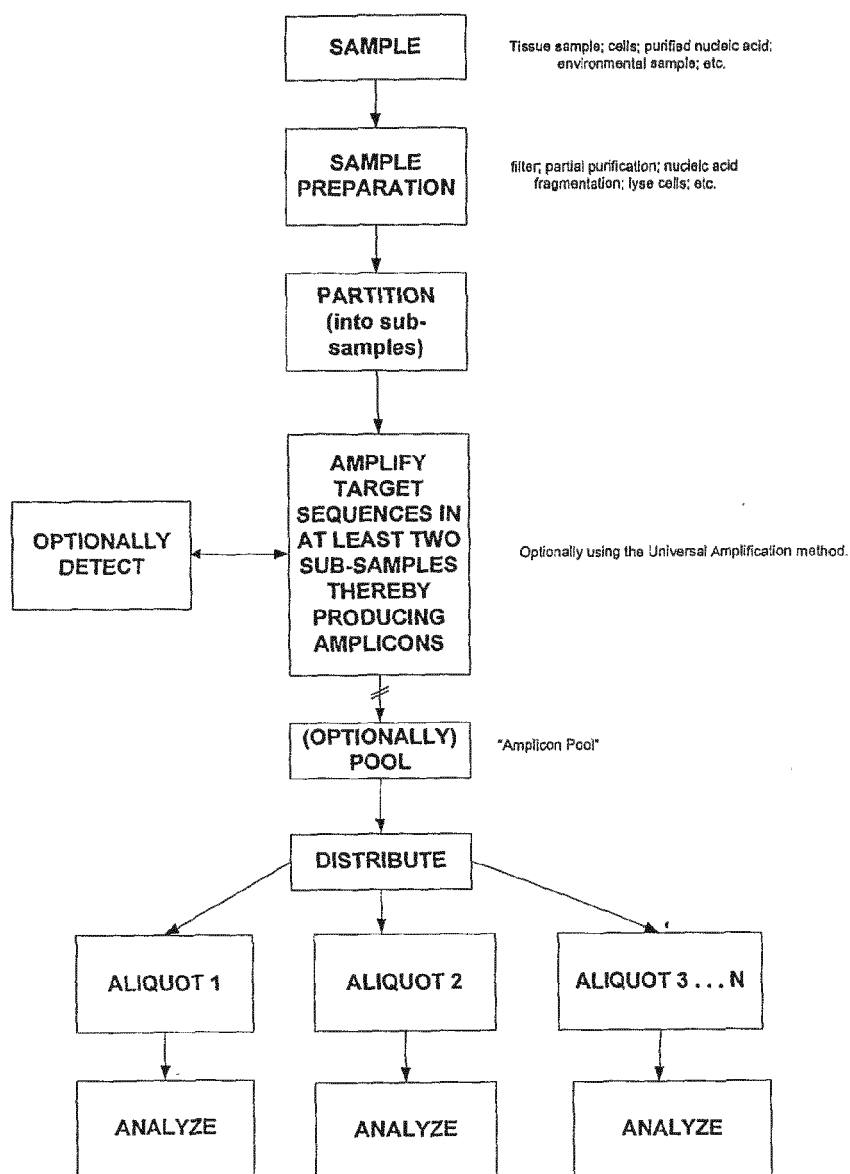 SAMPLE
Tissue sample; cells; purified nucleic acid;
environmental sample; etc.
SAMPLE
PREPARATION
filter; partial purification; nucleic acid
fragmentation; lyse cells; etc.
PARTITION
(into sub-
samples)
AMPLIFY
TARGET
SEQUENCES IN
AT LEAST TWO
SUB-SAMPLES
THEREBY
PRODUCING
AMPLICONS
OPTIONALLY
DETECT
Optionally using the Universal Amplification method.
(OPTIONALLY)
POOL
"Amplicon Pool"
DISTRIBUTE
ALIQUOT 1
ALIQUOT 2
ALIQUOT 3 . . . N
ANALYZE
ANALYZE
ANALYZE